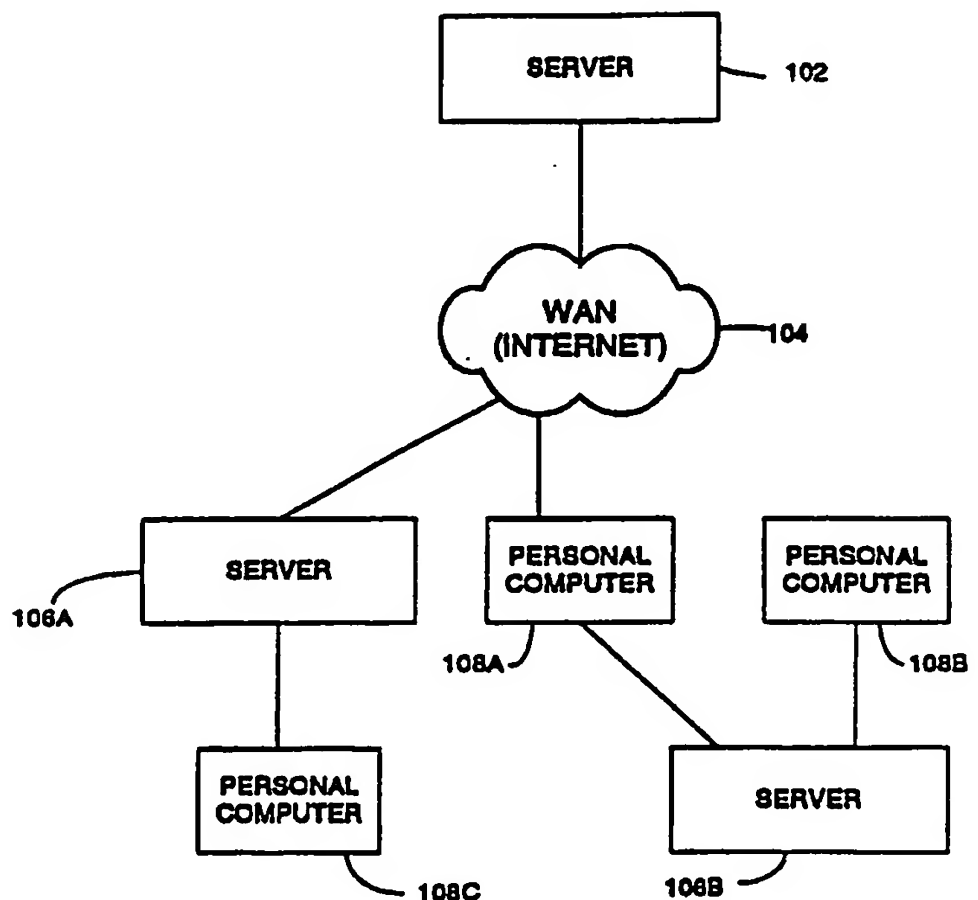 SERVER
102
WAN
(INTERNET)
104
SERVER
106A
PERSONAL
COMPUTER
108A
PERSONAL
COMPUTER
108B
PERSONAL
COMPUTER
108C
SERVER
106B